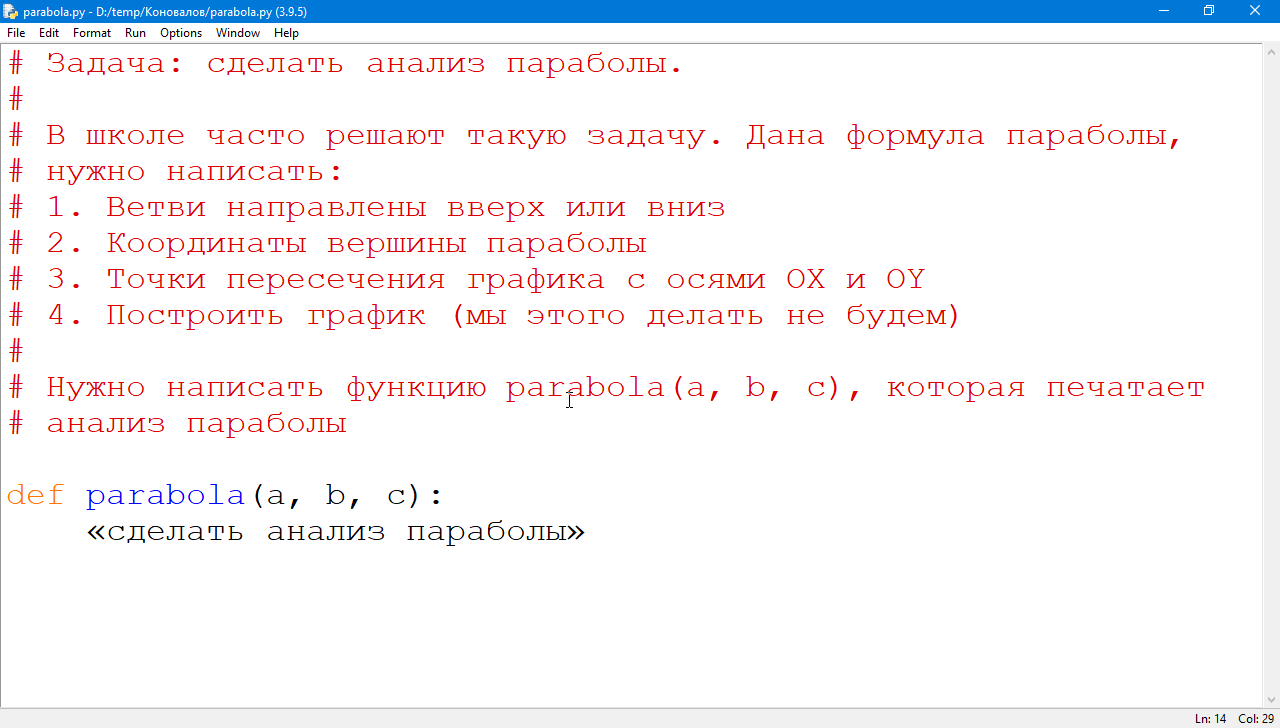 parabola.py - D:/temp/Коновалов/parabola.py (3.9.5)
File Edit Format Run Options Window Help
# Задача: сделать анализ параболы.
#
# В школе часто решают такую задачу. Дана формула параболы,
# нужно написать:
# 1. Ветви направлены вверх или вниз
# 2. Координаты вершины параболы
# 3. Точки пересечения графика с осями OX и OY
# 4. Построить график (мы этого делать не будем)
#
# Нужно написать функцию parabola(a, b, c), которая печатает
# анализ параболы
def parabola(a, b, c):
«сделать анализ параболы»
Ln: 14 Col: 29